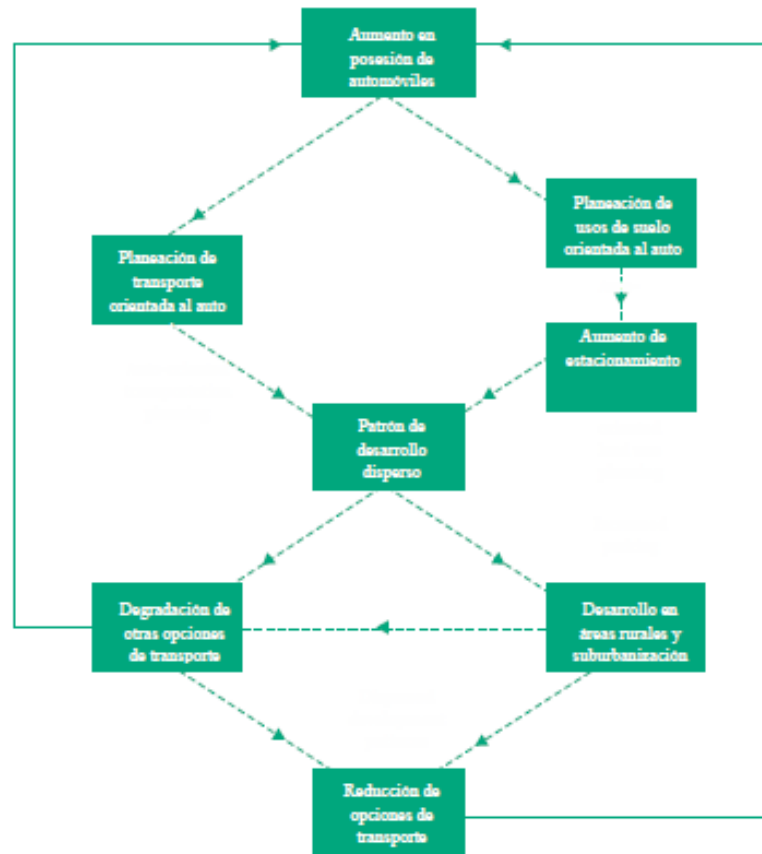 Aumento en
posesión de
automóviles
Planeación de
usos de suelo
orientada al auto
Planeación de
transporte
orientada al auto
Aumento de
estacionamiento
Patrón de
desarrollo
disperso
Degradación de
otras opciones
de transporte
Desarrollo en
áreas rurales y
suburbanización
Reducción de
opciones de
transporte